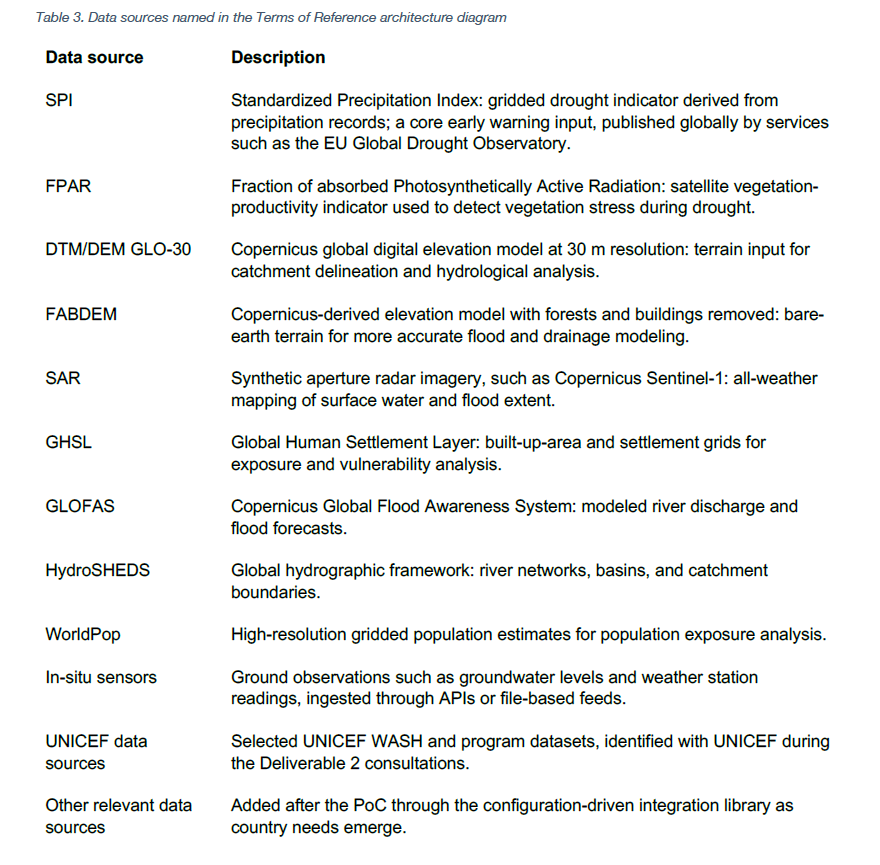 Table 3. Data sources named in the Terms of Reference architecture diagram
Data source Description
SPI Standardized Precipitation Index: gridded drought indicator derived from
precipitation records; a core early warning input, published globally by services
such as the EU Global Drought Observatory.
FPAR Fraction of absorbed Photosynthetically Active Radiation: satellite vegetation-
productivity indicator used to detect vegetation stress during drought.
DTM/DEM GLO-30 Copernicus global digital elevation model at 30 m resolution: terrain input for
catchment delineation and hydrological analysis.
FABDEM Copernicus-derived elevation model with forests and buildings removed: bare-
earth terrain for more accurate flood and drainage modeling.
SAR Synthetic aperture radar imagery, such as Copernicus Sentinel-1: all-weather
mapping of surface water and flood extent.
GHSL Global Human Settlement Layer: built-up-area and settlement grids for
exposure and vulnerability analysis.
GLOFAS Copernicus Global Flood Awareness System: modeled river discharge and
flood forecasts.
HydroSHEDS Global hydrographic framework: river networks, basins, and catchment
boundaries.
WorldPop High-resolution gridded population estimates for population exposure analysis.
In-situ sensors Ground observations such as groundwater levels and weather station
readings, ingested through APIs or file-based feeds.
UNICEF data Selected UNICEF WASH and program datasets, identified with UNICEF during
sources the Deliverable 2 consultations.
Other relevant data Added after the PoC through the configuration-driven integration library as
sources country needs emerge.